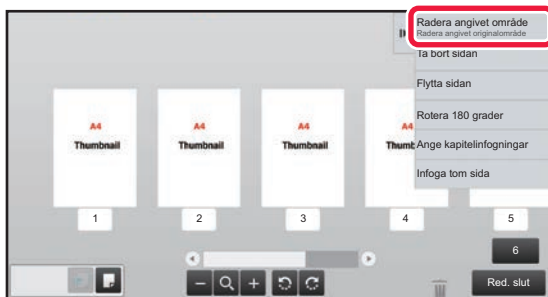 Radera angivet område
Radera angivet originalområde
Ta bort sidan
Flytta sidan
Rotera 180 grader
Ange kapitelinfogningar
Infoga tom sida
A4
Thumbnail
A4
Thumbnail
A4
Thumbnail
A4
Thumb
1
2
3
4
5
6
Red. slut